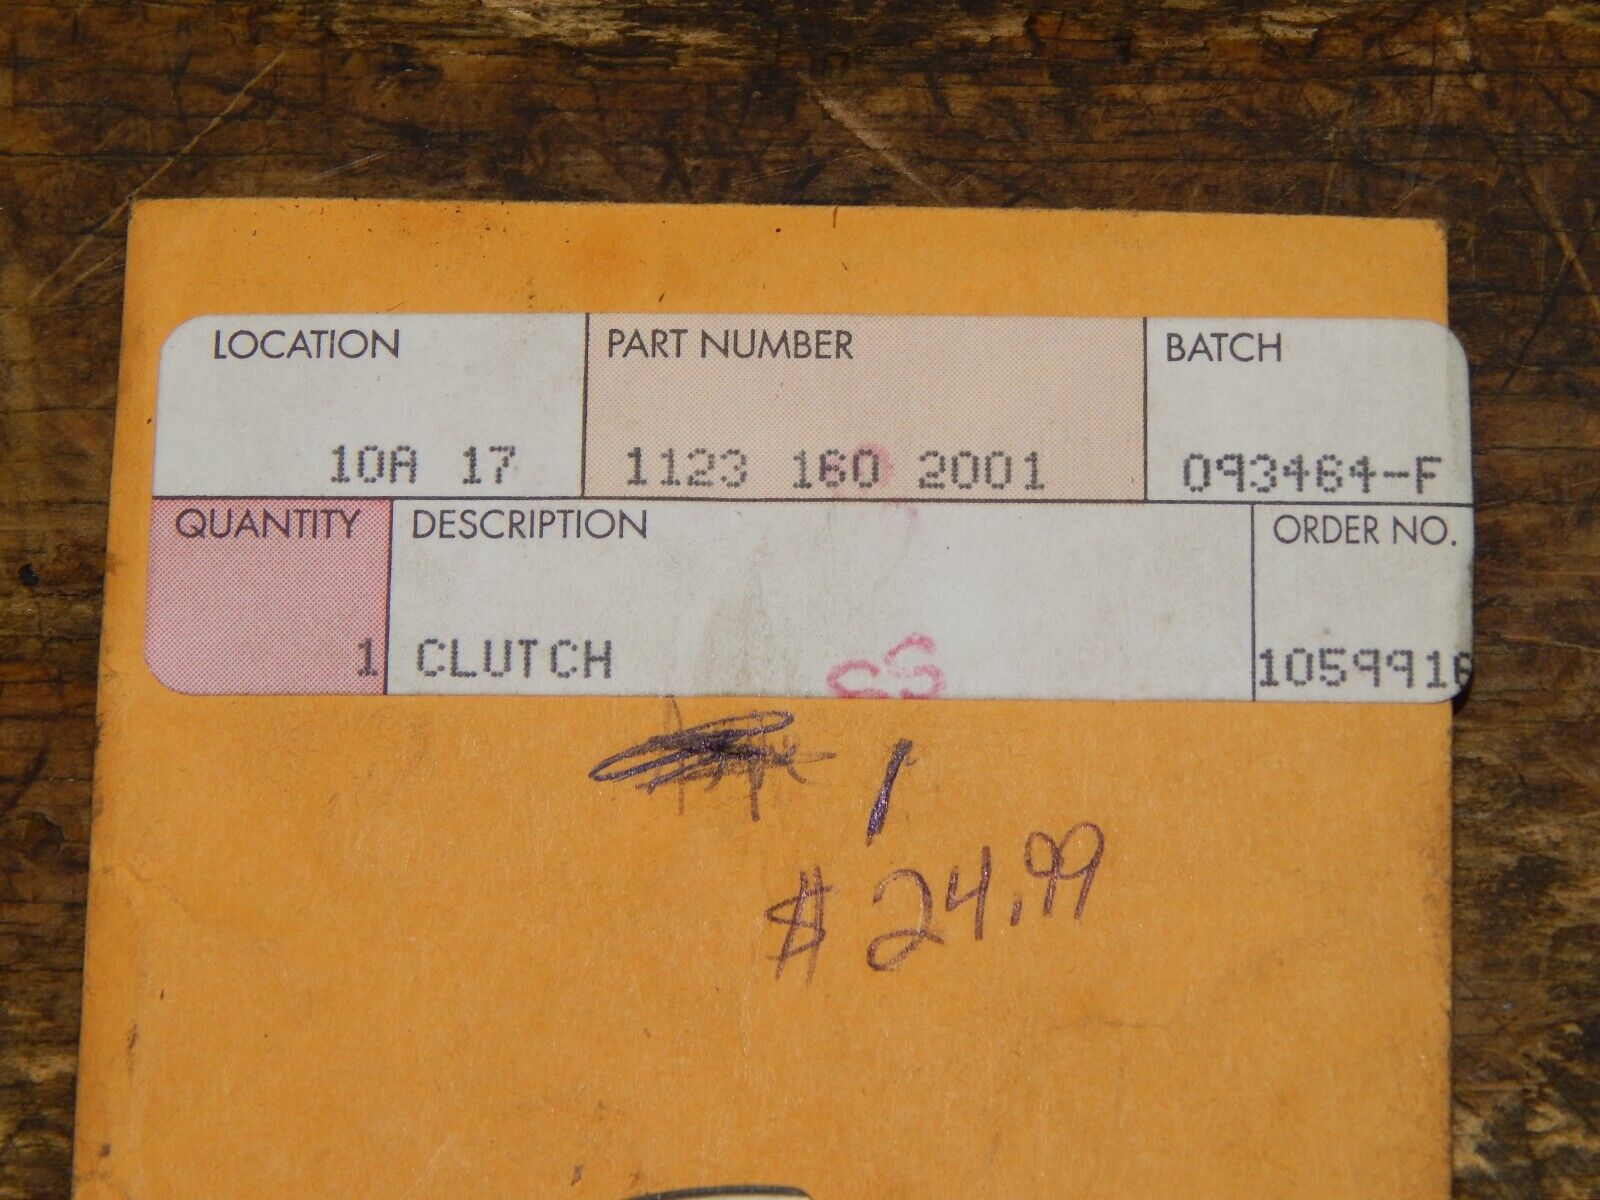 LOCATION PART NUMBER BATCH
10A 17 1123 160 2001 093464-F
QUANTITY DESCRIPTION ORDER NO.
1 CLUTCH 1059916
SS
1
$ 24.99